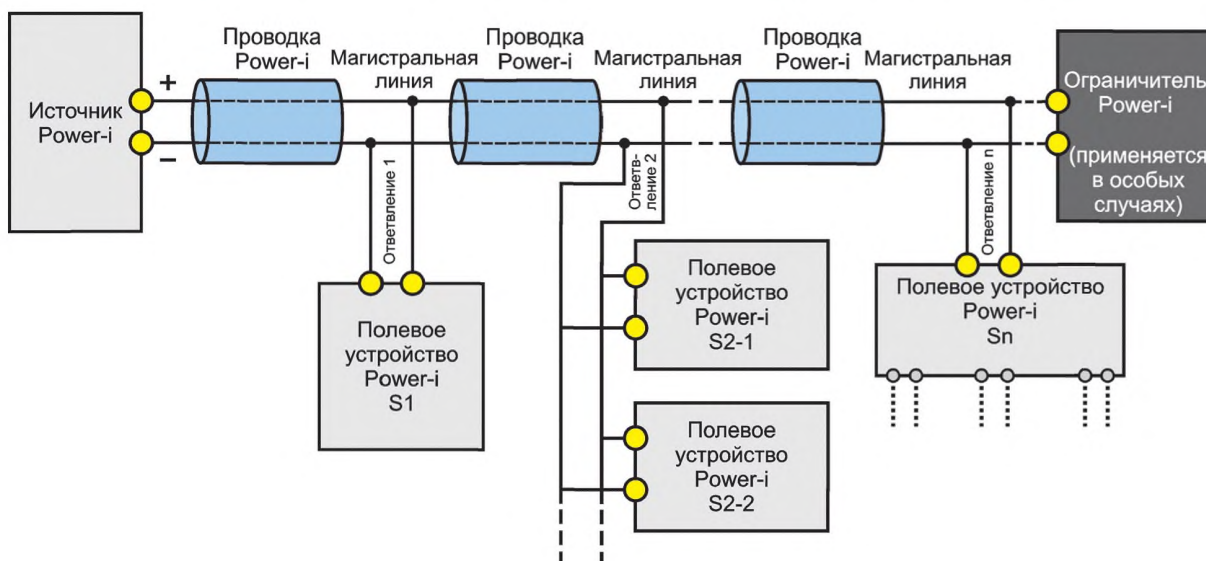 Источник
Power-i
+
−
Проводка
Power-i
Магистральная
линия
Проводка
Power-i
Магистральная
линия
Проводка
Power-i
Магистральная
линия
Ограничитель
Power-i
(применяется
в особых
случаях)
Ответвление 1
Ответв-
ление 2
Ответвление n
Полевое
устройство
Power-i
S1
Полевое
устройство
Power-i
S2-1
Полевое
устройство
Power-i
S2-2
Полевое устройство
Power-i
Sn